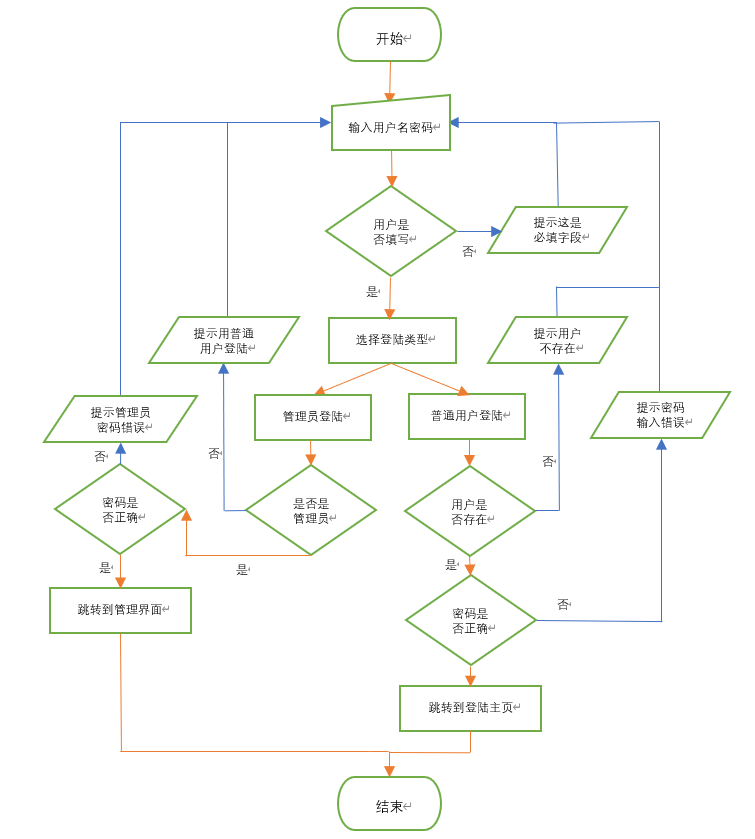 开始
输入用户名密码
用户是
否填写
否
提示这是
必填字段
是
提示用普通
用户登陆
选择登陆类型
提示用户
不存在
提示管理员
密码错误
管理员登陆
普通用户登陆
提示密码
输入错误
否
否
否
密码是
否正确
是否是
管理员
用户是
否存在
是
是
是
跳转到管理界面
密码是
否正确
否
跳转到登陆主页
结束